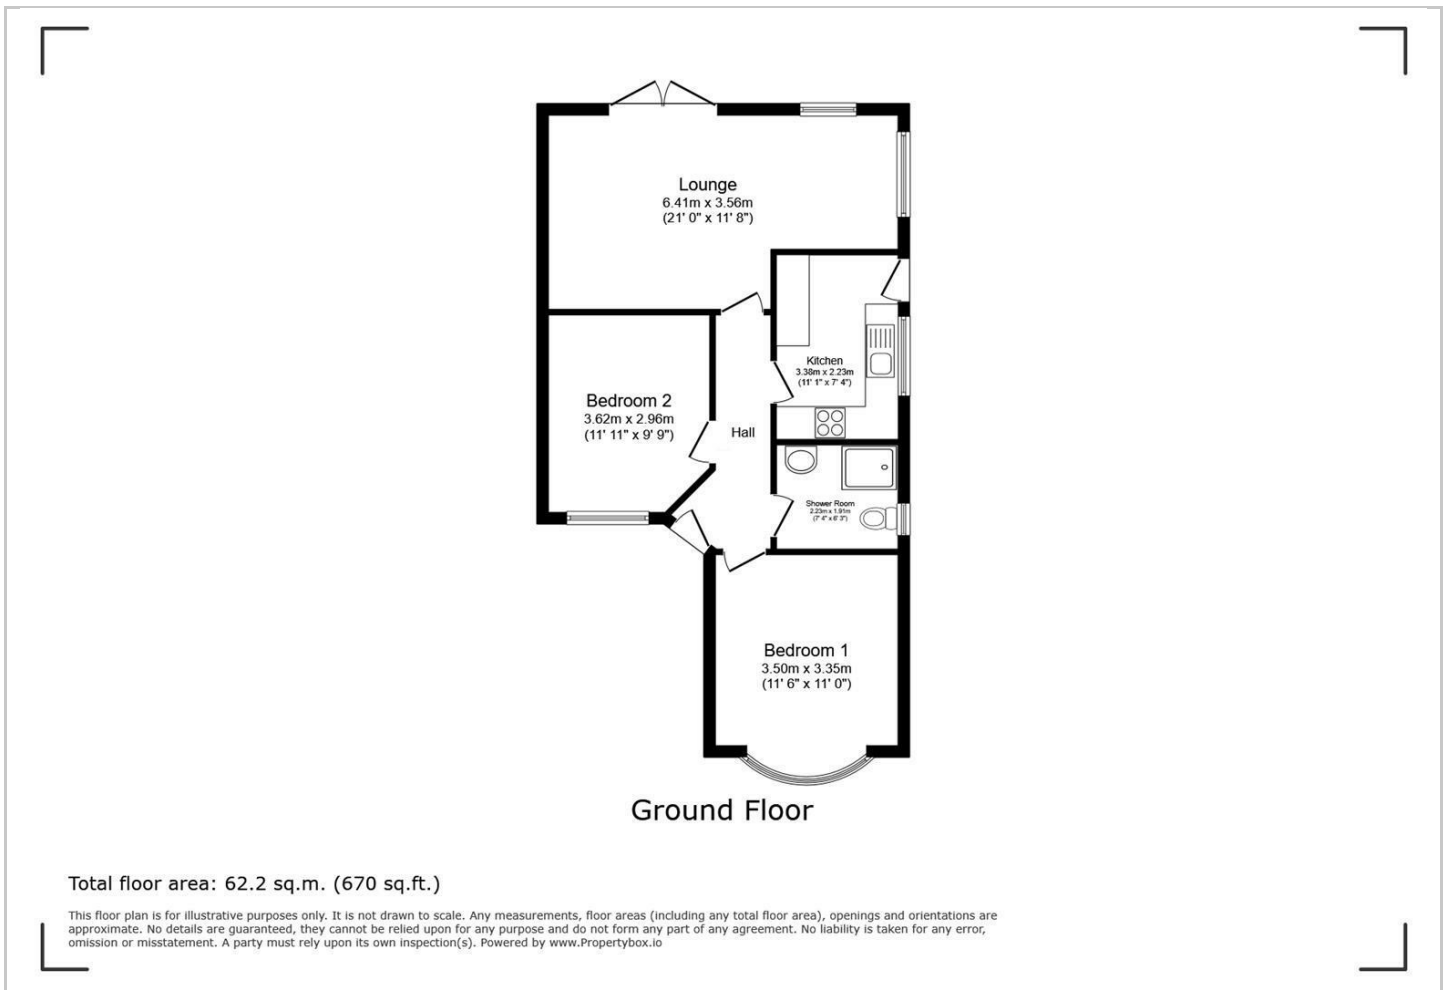 Lounge
6.41m x 3.56m
(21' 0" x 11' 8")
Kitchen
3.38m x 2.23m
(11' 1" x 7' 4")
Bedroom 2
3.62m x 2.96m
(11' 11" x 9' 9")
Hall
Shower Room
2.23m x 1.91m
(7' 4" x 6' 3")
Bedroom 1
3.50m x 3.35m
(11' 6" x 11' 0")
Ground Floor
Total floor area: 62.2 sq.m. (670 sq.ft.)
This floor plan is for illustrative purposes only. It is not drawn to scale. Any measurements, floor areas (including any total floor area), openings and orientations are
approximate. No details are guaranteed, they cannot be relied upon for any purpose and do not form any part of any agreement. No liability is taken for any error,
omission or misstatement. A party must rely upon its own inspection(s). Powered by www.Propertybox.io